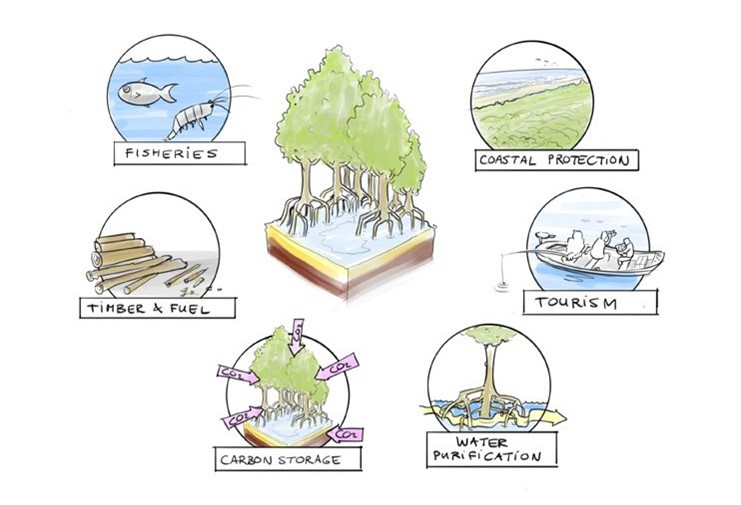 FISHERIES
COASTAL PROTECTION
TIMBER & FUEL
TOURISM
CO2
CO2
CO2
CO2
CO2
CARBON STORAGE
WATER
PURIFICATION